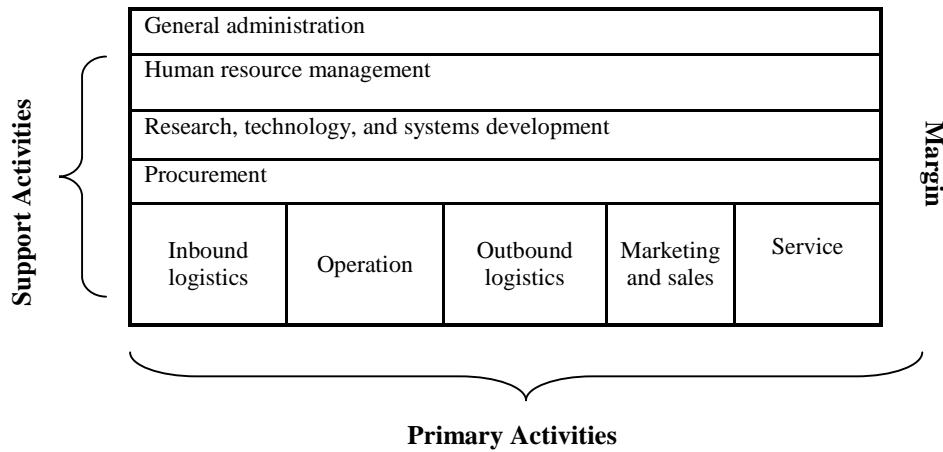 General administration
Human resource management
Research, technology, and systems development
Procurement
Support Activities
Margin
Inbound
logistics
Operation
Outbound
logistics
Marketing
and sales
Service
Primary Activities